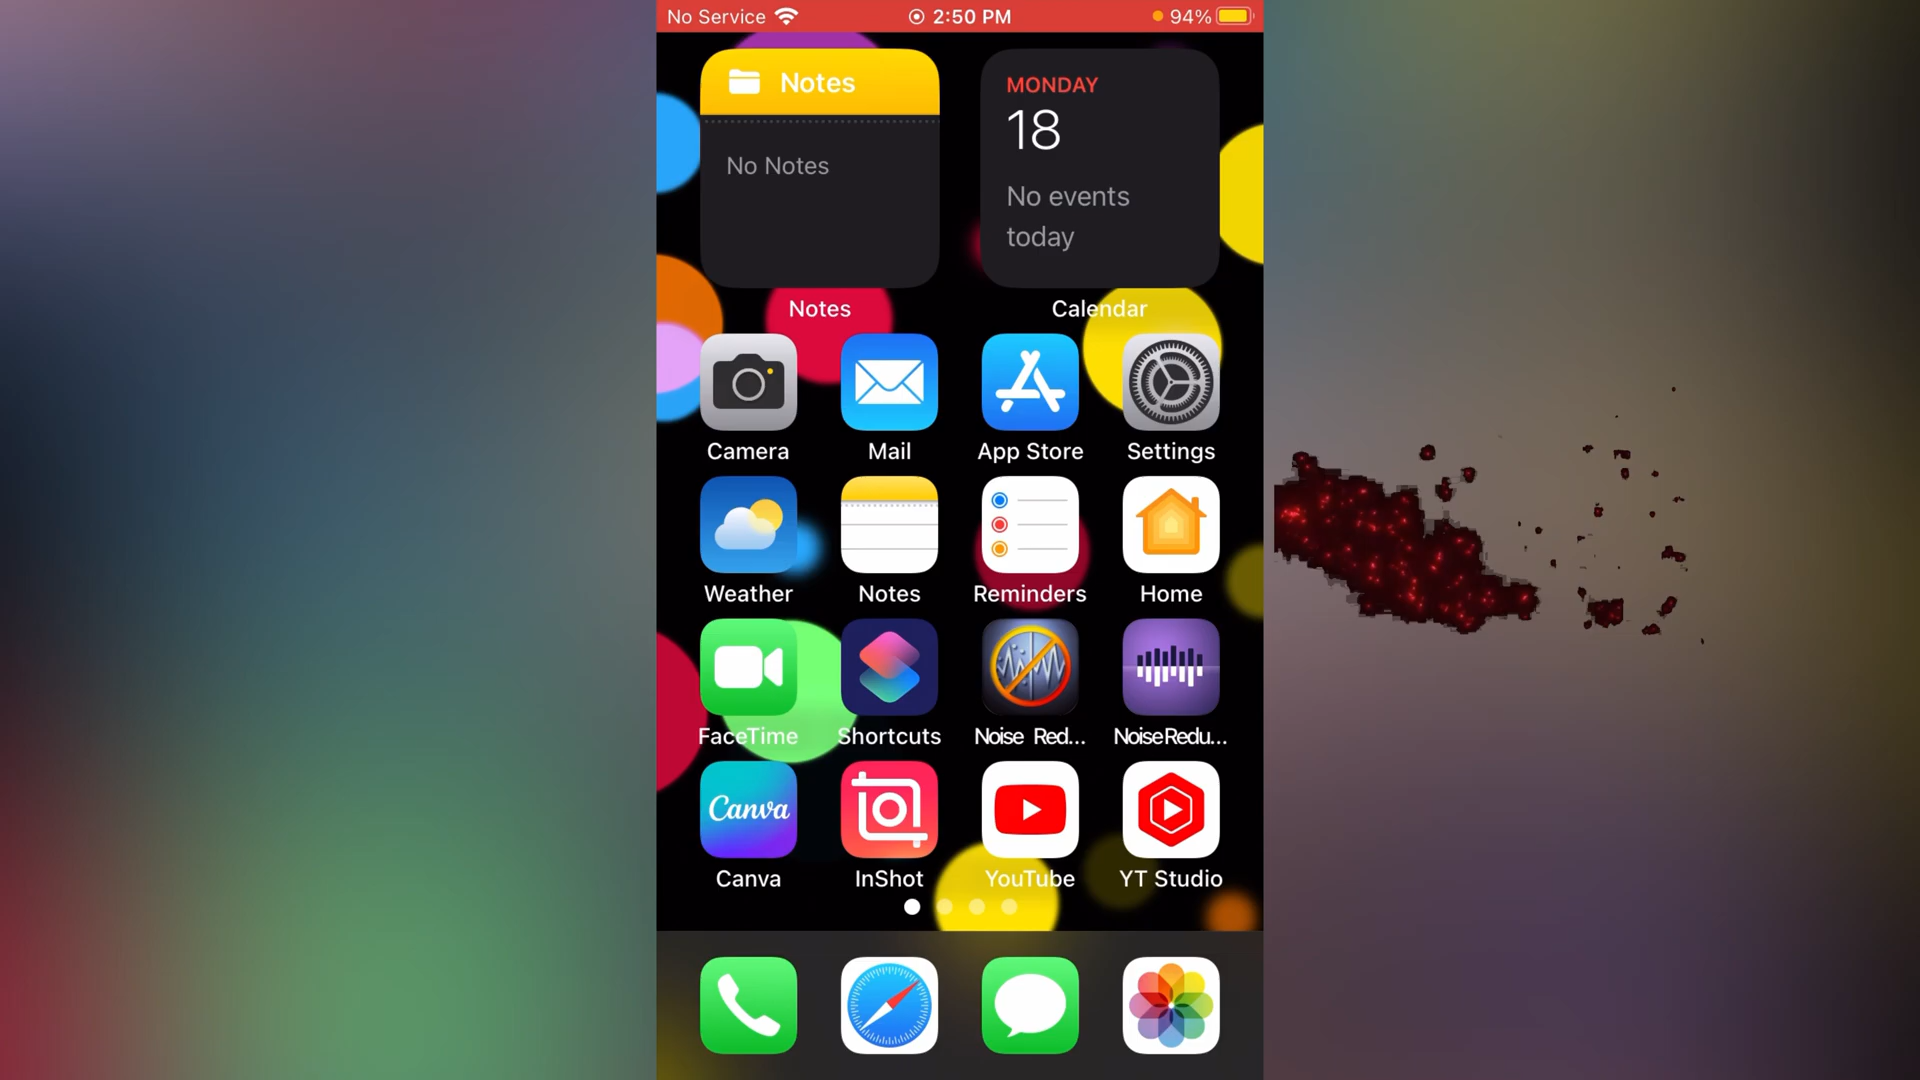 No Service 2:50 PM 94%
Notes
No Notes
MONDAY
18
No events
today
Notes Calendar
Camera Mail App Store Settings
Weather Notes Reminders Home
FaceTime Shortcuts Noise Red... NoiseRedu...
Canva
Canva InShot YouTube YT Studio